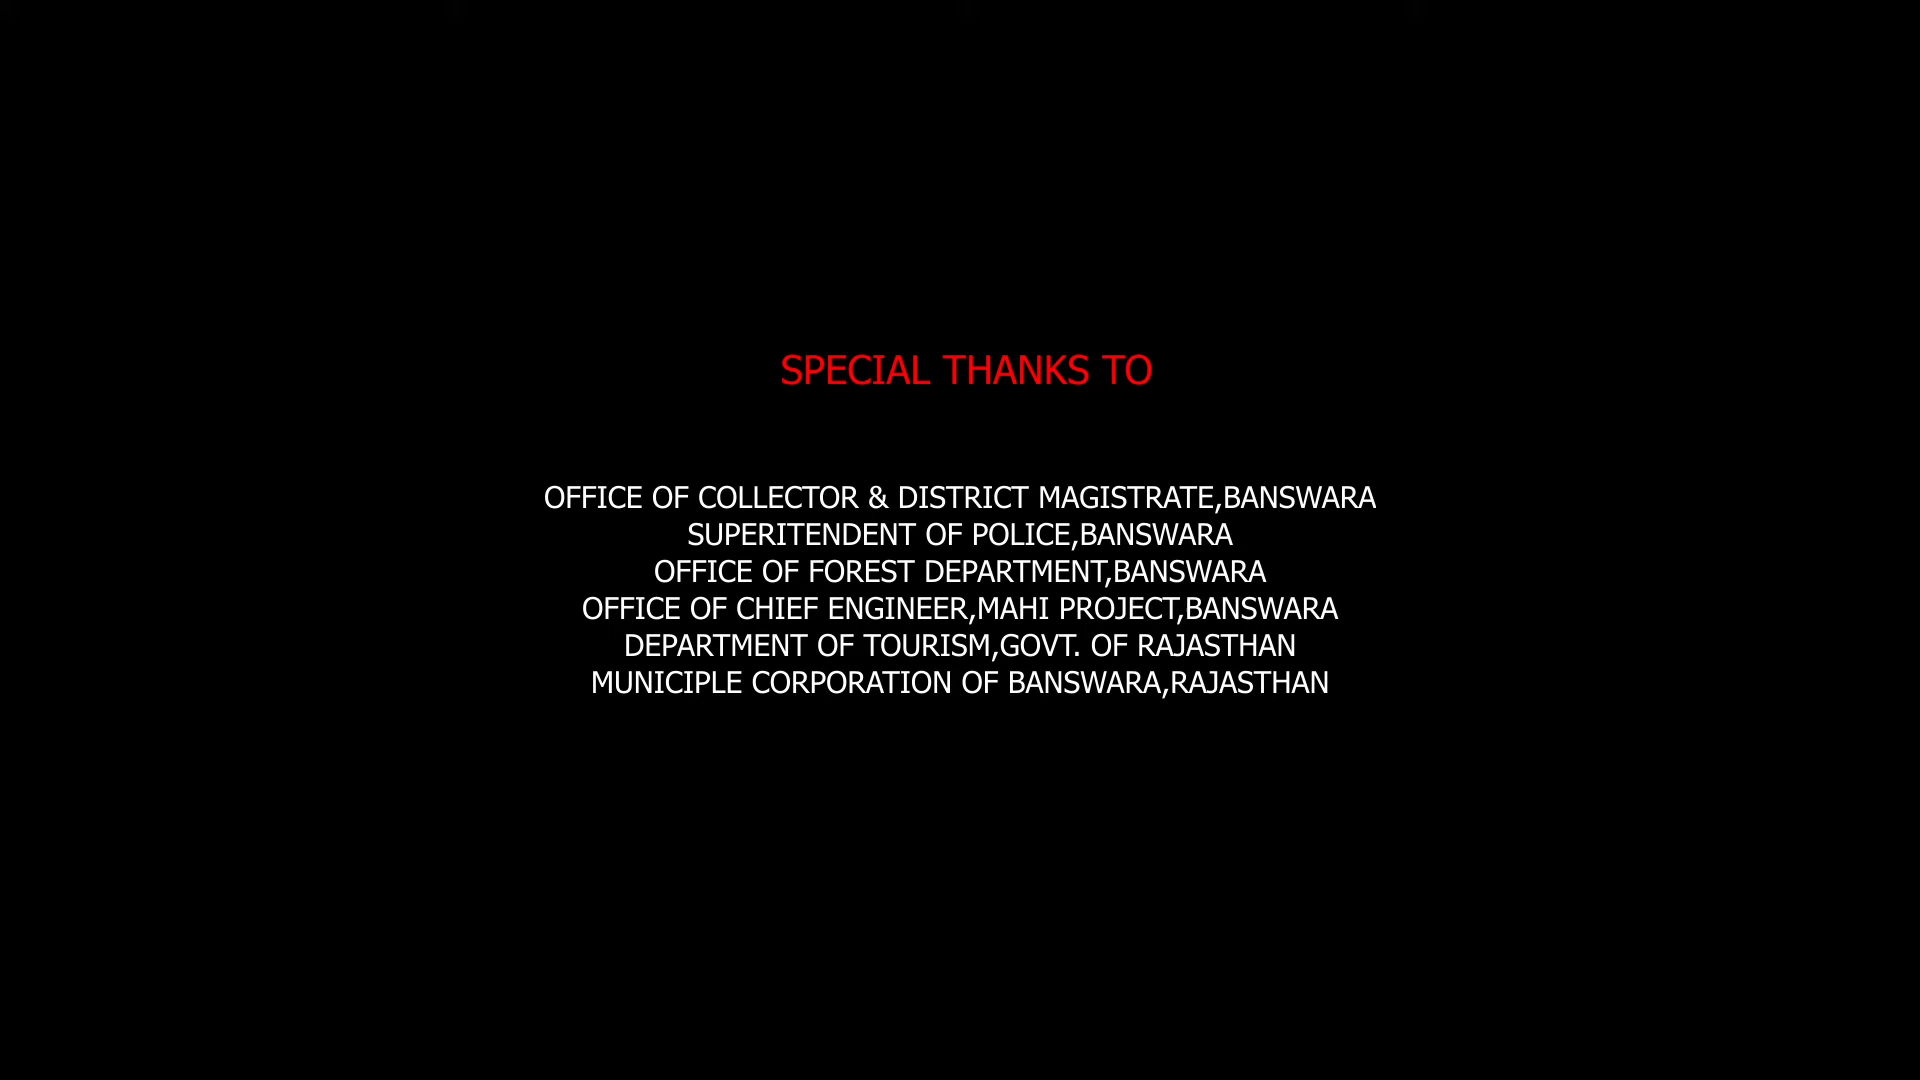 SPECIAL THANKS TO
OFFICE OF COLLECTOR & DISTRICT MAGISTRATE,BANSWARA
SUPERITENDENT OF POLICE,BANSWARA
OFFICE OF FOREST DEPARTMENT,BANSWARA
OFFICE OF CHIEF ENGINEER,MAHI PROJECT,BANSWARA
DEPARTMENT OF TOURISM,GOVT. OF RAJASTHAN
MUNICIPLE CORPORATION OF BANSWARA,RAJASTHAN